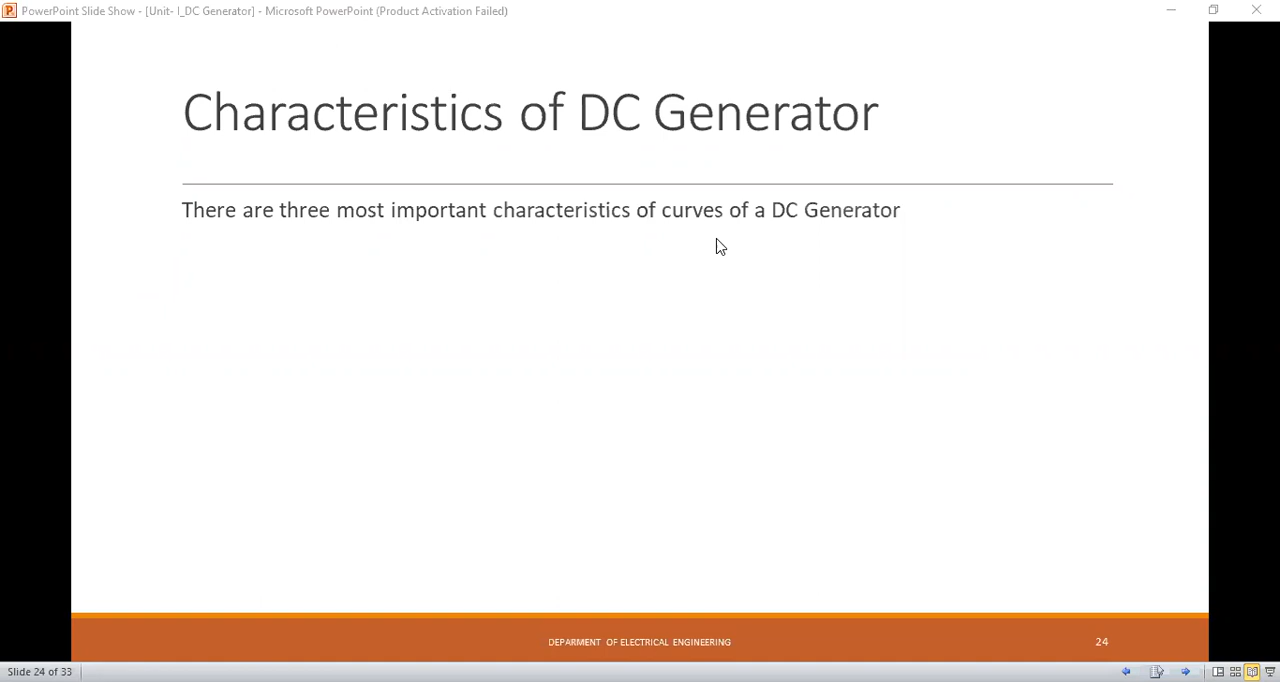 PowerPoint Slide Show - [Unit- I_DC Generator] - Microsoft PowerPoint (Product Activation Failed)
Characteristics of DC Generator
There are three most important characteristics of curves of a DC Generator
DEPARMENT OF ELECTRICAL ENGINEERING
24
Slide 24 of 33